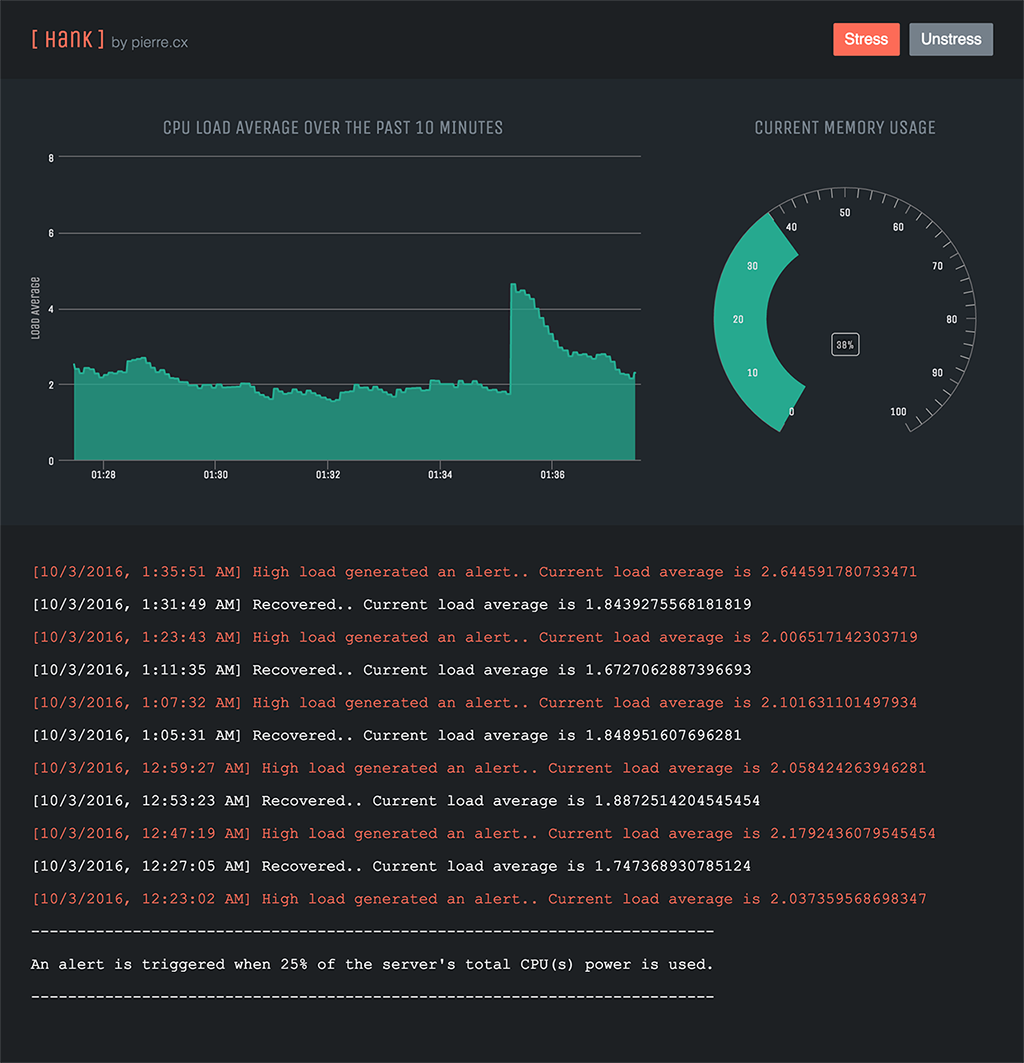 [ Hank ] by pierre.cx
Stress
Unstress
CPU LOAD AVERAGE OVER THE PAST 10 MINUTES
Load Average
8
6
4
2
0
01:28
01:30
01:32
01:34
01:36
CURRENT MEMORY USAGE
0
10
20
30
40
50
60
70
80
90
100
38%
[10/3/2016, 1:35:51 AM] High load generated an alert.. Current load average is 2.644591780733471
[10/3/2016, 1:31:49 AM] Recovered.. Current load average is 1.8439275568181819
[10/3/2016, 1:23:43 AM] High load generated an alert.. Current load average is 2.006517142303719
[10/3/2016, 1:11:35 AM] Recovered.. Current load average is 1.6727062887396693
[10/3/2016, 1:07:32 AM] High load generated an alert.. Current load average is 2.101631101497934
[10/3/2016, 1:05:31 AM] Recovered.. Current load average is 1.848951607696281
[10/3/2016, 12:59:27 AM] High load generated an alert.. Current load average is 2.058424263946281
[10/3/2016, 12:53:23 AM] Recovered.. Current load average is 1.8872514204545454
[10/3/2016, 12:47:19 AM] High load generated an alert.. Current load average is 2.1792436079545454
[10/3/2016, 12:27:05 AM] Recovered.. Current load average is 1.747368930785124
[10/3/2016, 12:23:02 AM] High load generated an alert.. Current load average is 2.037359568698347
--------------------------------------------------------------------------
An alert is triggered when 25% of the server's total CPU(s) power is used.
--------------------------------------------------------------------------